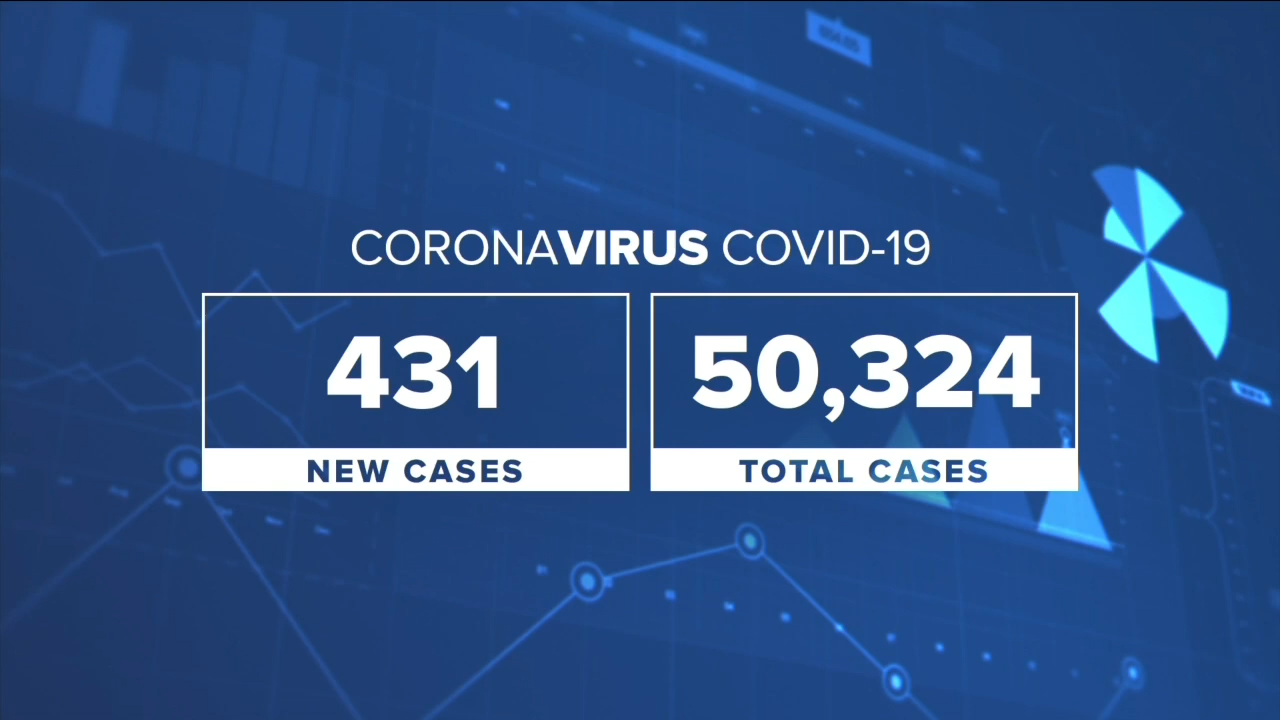 CORONAVIRUS COVID-19
431
50,324
NEW CASES
TOTAL CASES